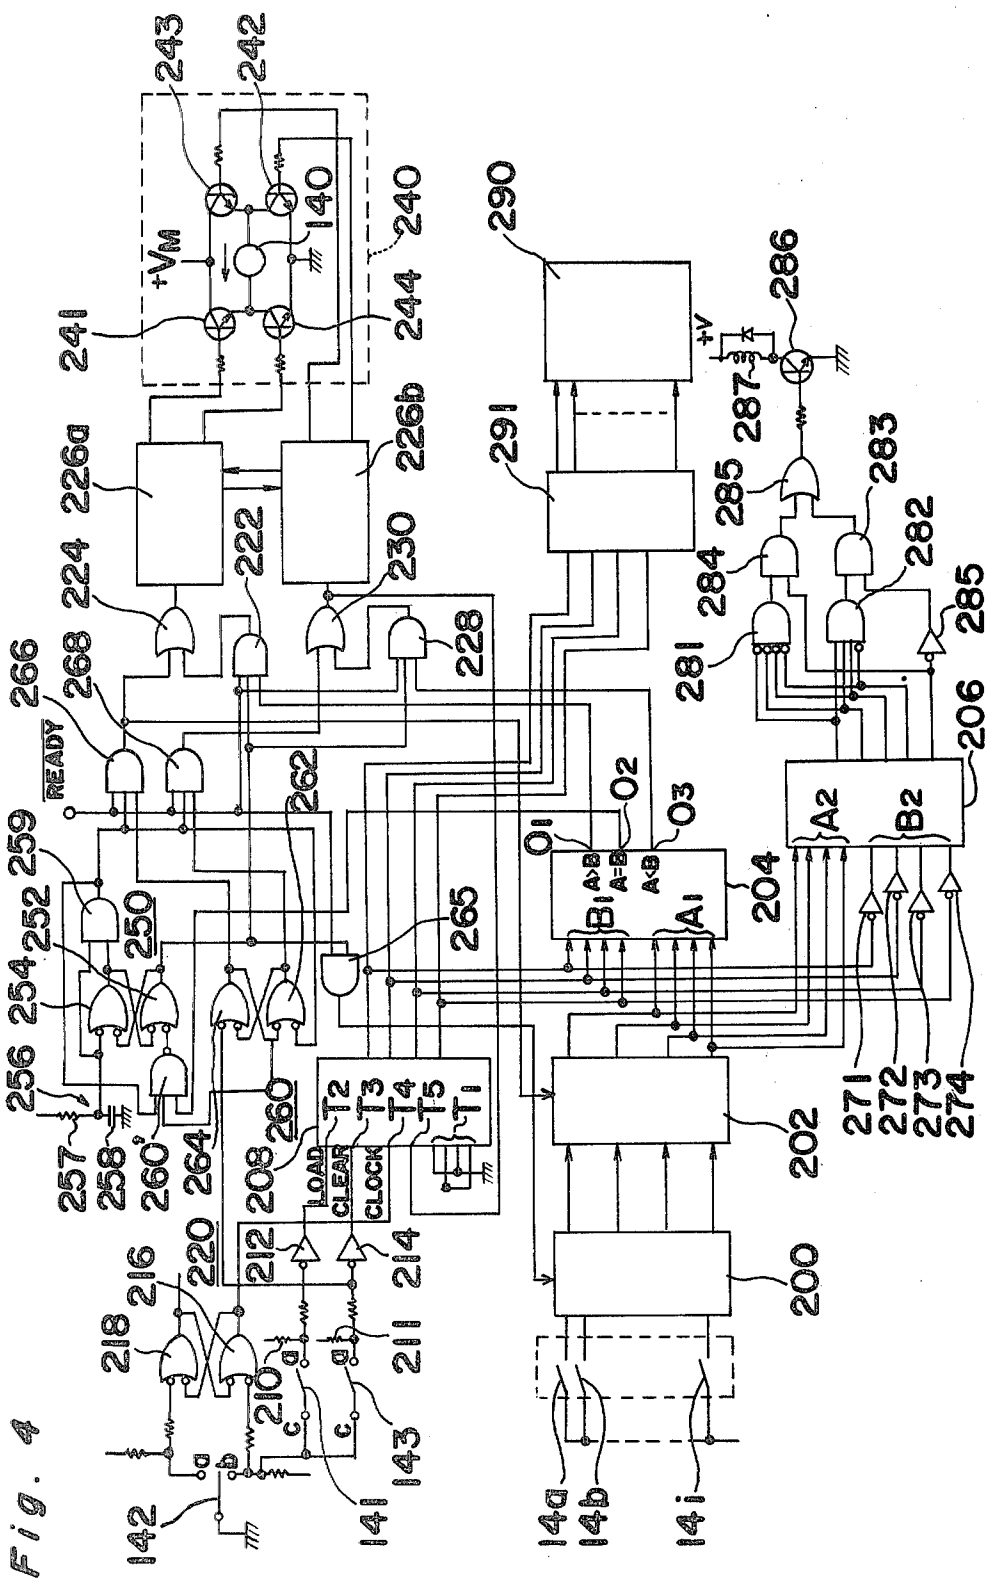 Fig. 4
142
a
b
218
216
220
212
208
LOAD
CLEAR
CLOCK
T2
T3
T4
T5
T1
210
a
c
141
a
c
143
211
214
256
257
258
260
264
260
254
252
250
259
262
265
266
268
READY
224
222
230
228
226a
226b
241
243
242
+VM
140
240
244
14a
14b
14i
200
202
204
B1
A1
A>B
A=B
A<B
O1
O2
O3
206
A2
B2
271
272
273
274
291
290
281
284
285
282
283
285
287
+V
286